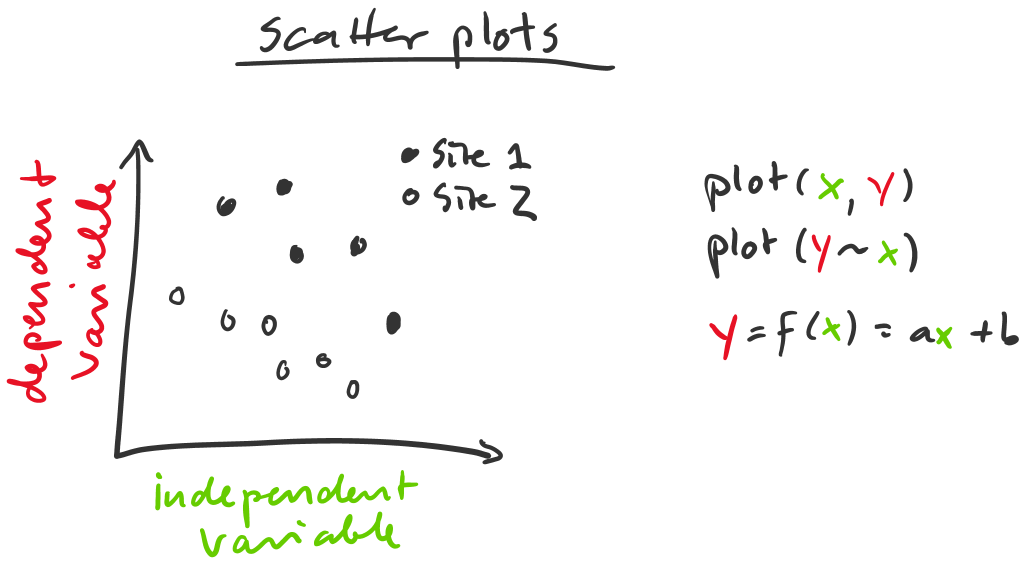 scatter plots
dependent
variable
site 1
site 2
independent
variable
plot(x, y)
plot (y ~ x)
y = f(x) = ax + b